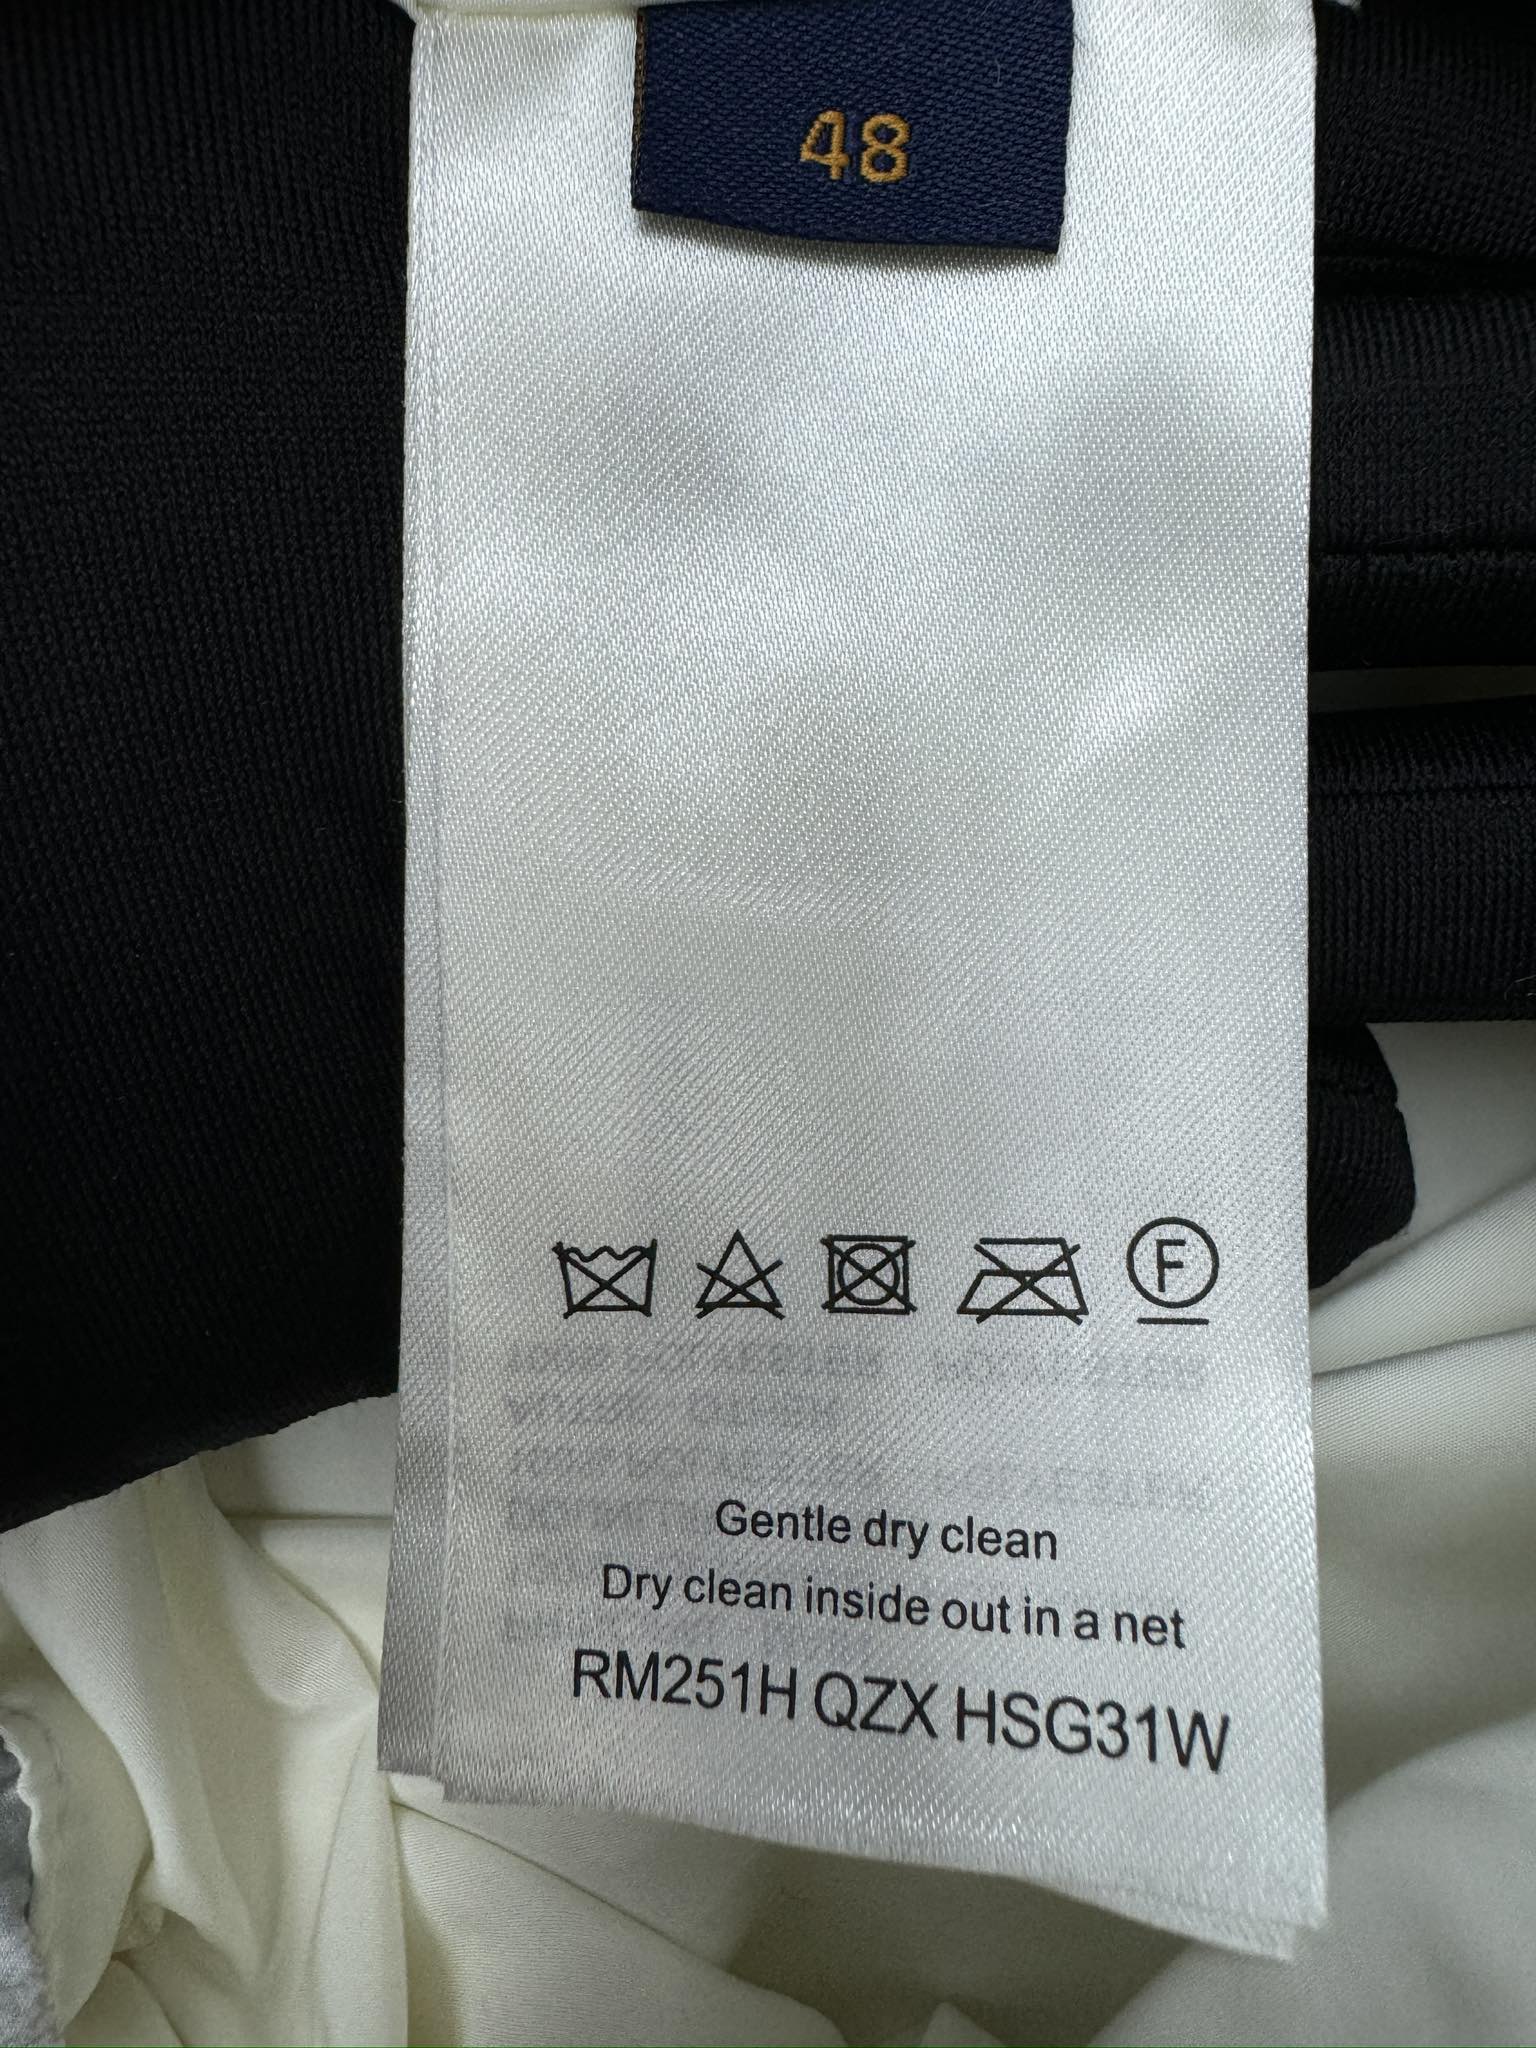 48
F
Gentle dry clean
Dry clean inside out in a net
RM251H QZX HSG31W